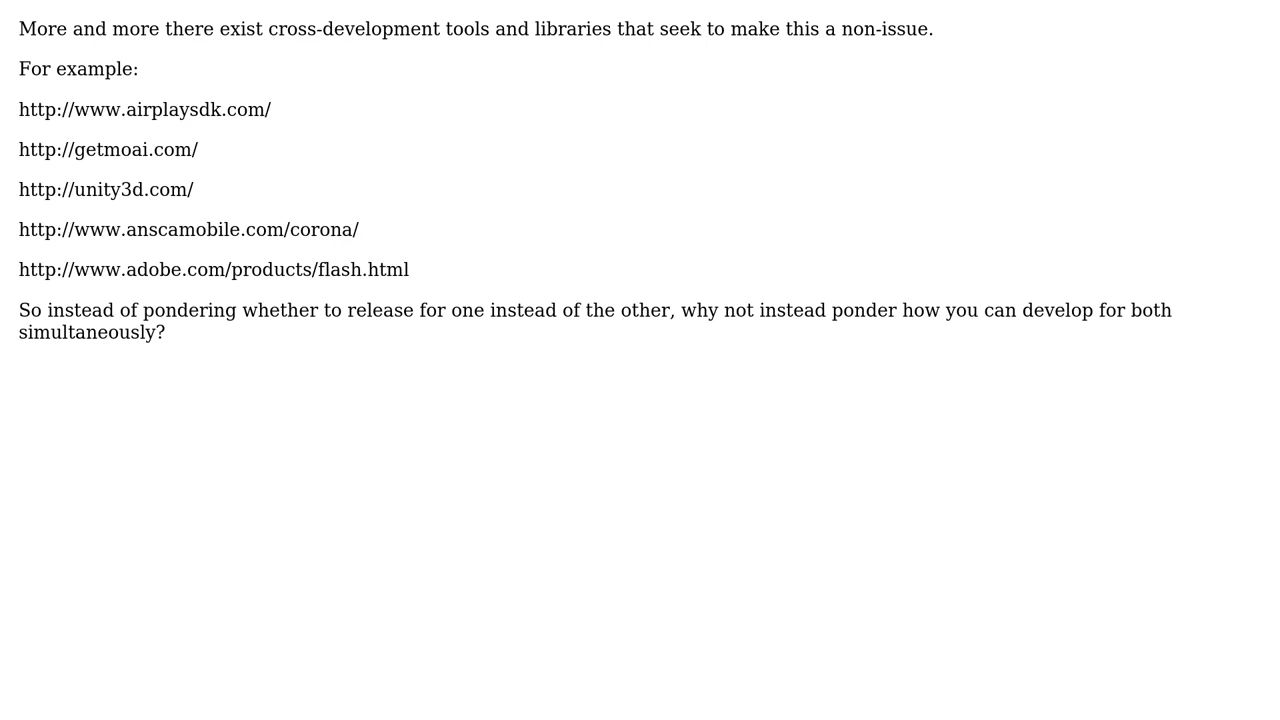 More and more there exist cross-development tools and libraries that seek to make this a non-issue.
For example:
http://www.airplaysdk.com/
http://getmoai.com/
http://unity3d.com/
http://www.anscamobile.com/corona/
http://www.adobe.com/products/flash.html
So instead of pondering whether to release for one instead of the other, why not instead ponder how you can develop for both
simultaneously?